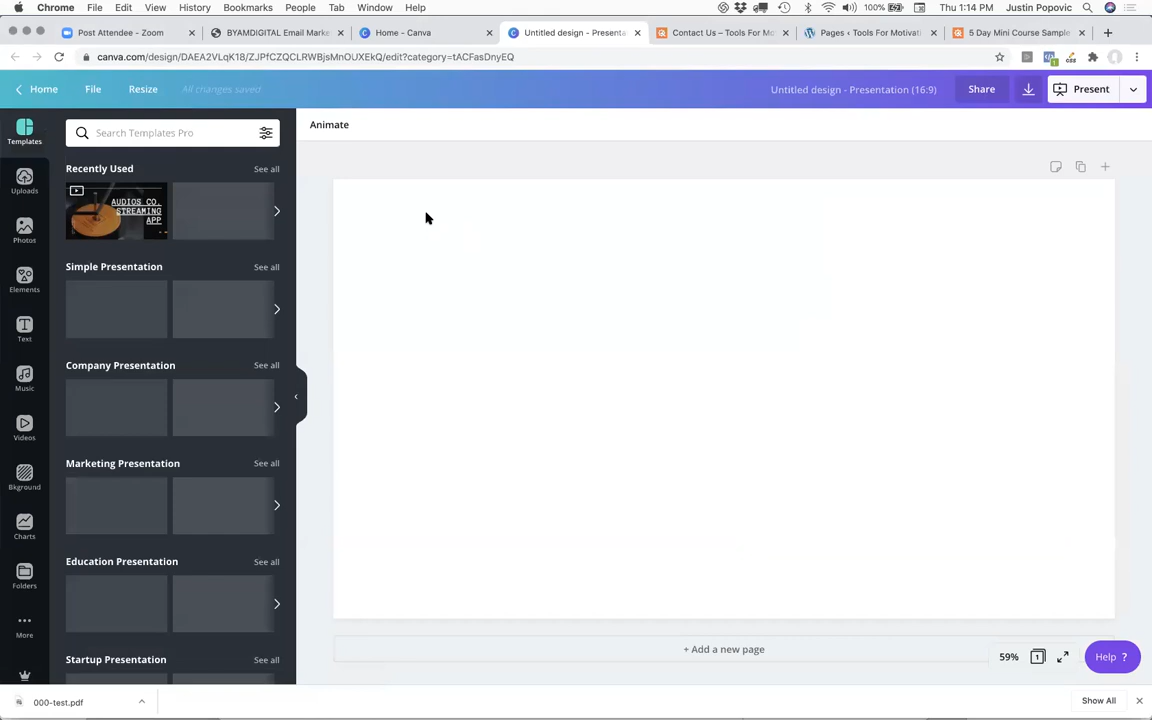 Chrome File Edit View History Bookmarks People Tab Window Help 100% Thu 1:14 PM Justin Popovic
Post Attendee - Zoom BYAMDIGITAL Email Marke Home - Canva Untitled design - Presenta Contact Us – Tools For Mo Pages ‹ Tools For Motivati 5 Day Mini Course Sample
canva.com/design/DAEA2VLqK18/ZJPfCZQCLRWBjsMnOUXEkQ/edit?category=tACFasDnyEQ
Home File Resize All changes saved Untitled design - Presentation (16:9) Share Present
Animate
Templates
Uploads
Photos
Elements
Text
Music
Videos
Bkground
Charts
Folders
More
Search Templates Pro
Recently Used See all
AUDIOS CO.
STREAMING
APP
Simple Presentation See all
Company Presentation See all
Marketing Presentation See all
Education Presentation See all
Startup Presentation See all
+ Add a new page
59% 1 Help ?
000-test.pdf Show All